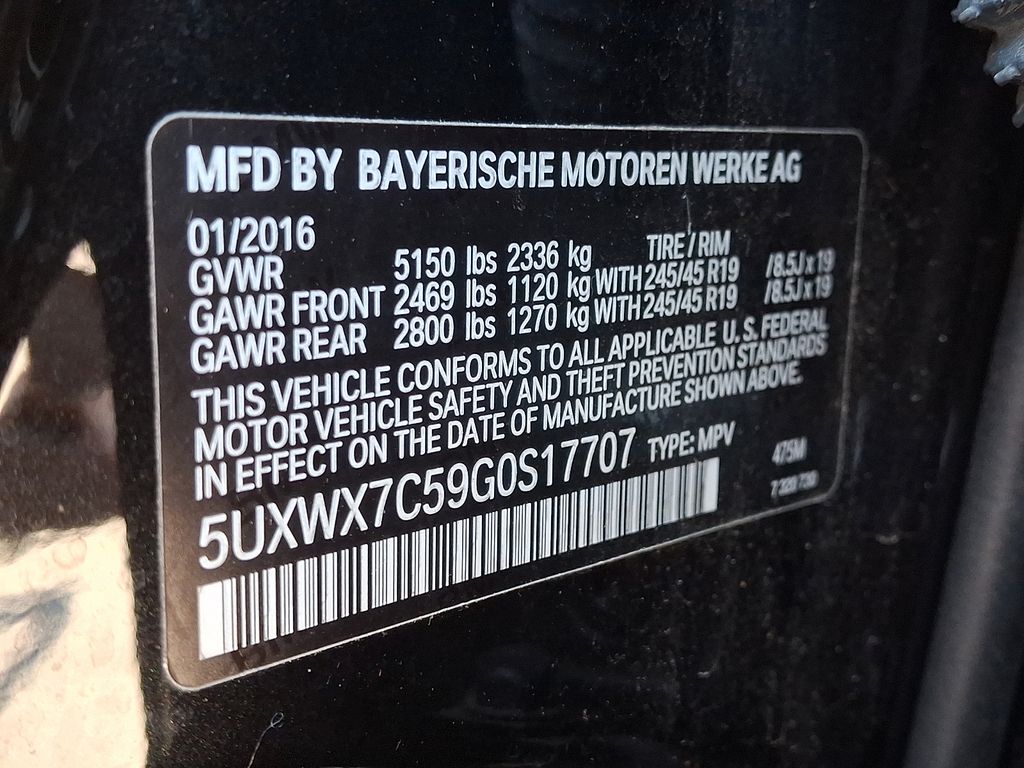 MFD BY BAYERISCHE MOTOREN WERKE AG
01/2016 TIRE / RIM
GVWR 5150 lbs 2336 kg
GAWR FRONT 2469 lbs 1120 kg WITH 245/45 R19 /8.5J x 19
GAWR REAR 2800 lbs 1270 kg WITH 245/45 R19 /8.5J x 19
THIS VEHICLE CONFORMS TO ALL APPLICABLE U. S. FEDERAL
MOTOR VEHICLE SAFETY AND THEFT PREVENTION STANDARDS
IN EFFECT ON THE DATE OF MANUFACTURE SHOWN ABOVE.
5UXWX7C59G0S17707 TYPE: MPV 475M